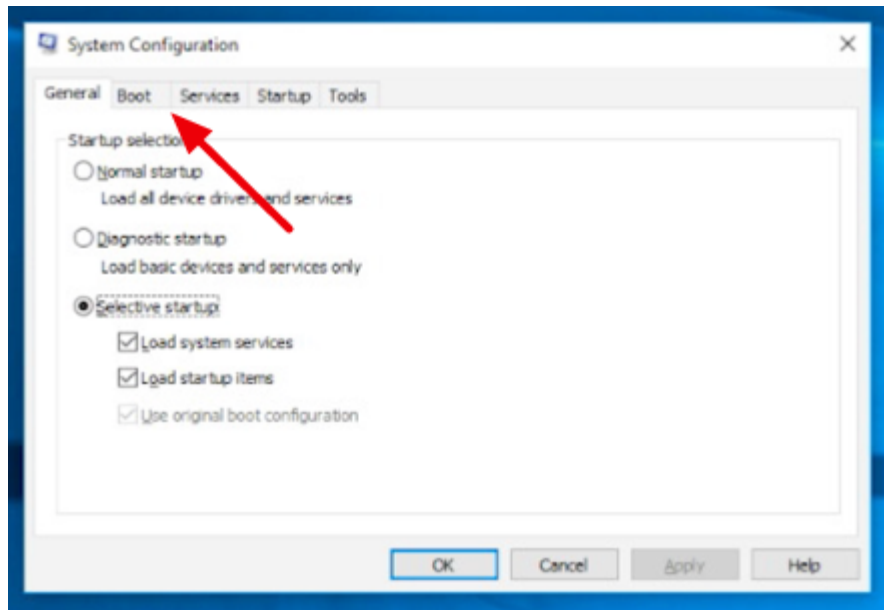 System Configuration
General Boot Services Startup Tools
Startup selection
Normal startup
Load all device drivers and services
Diagnostic startup
Load basic devices and services only
Selective startup
Load system services
Load startup items
Use original boot configuration
OK Cancel Apply Help